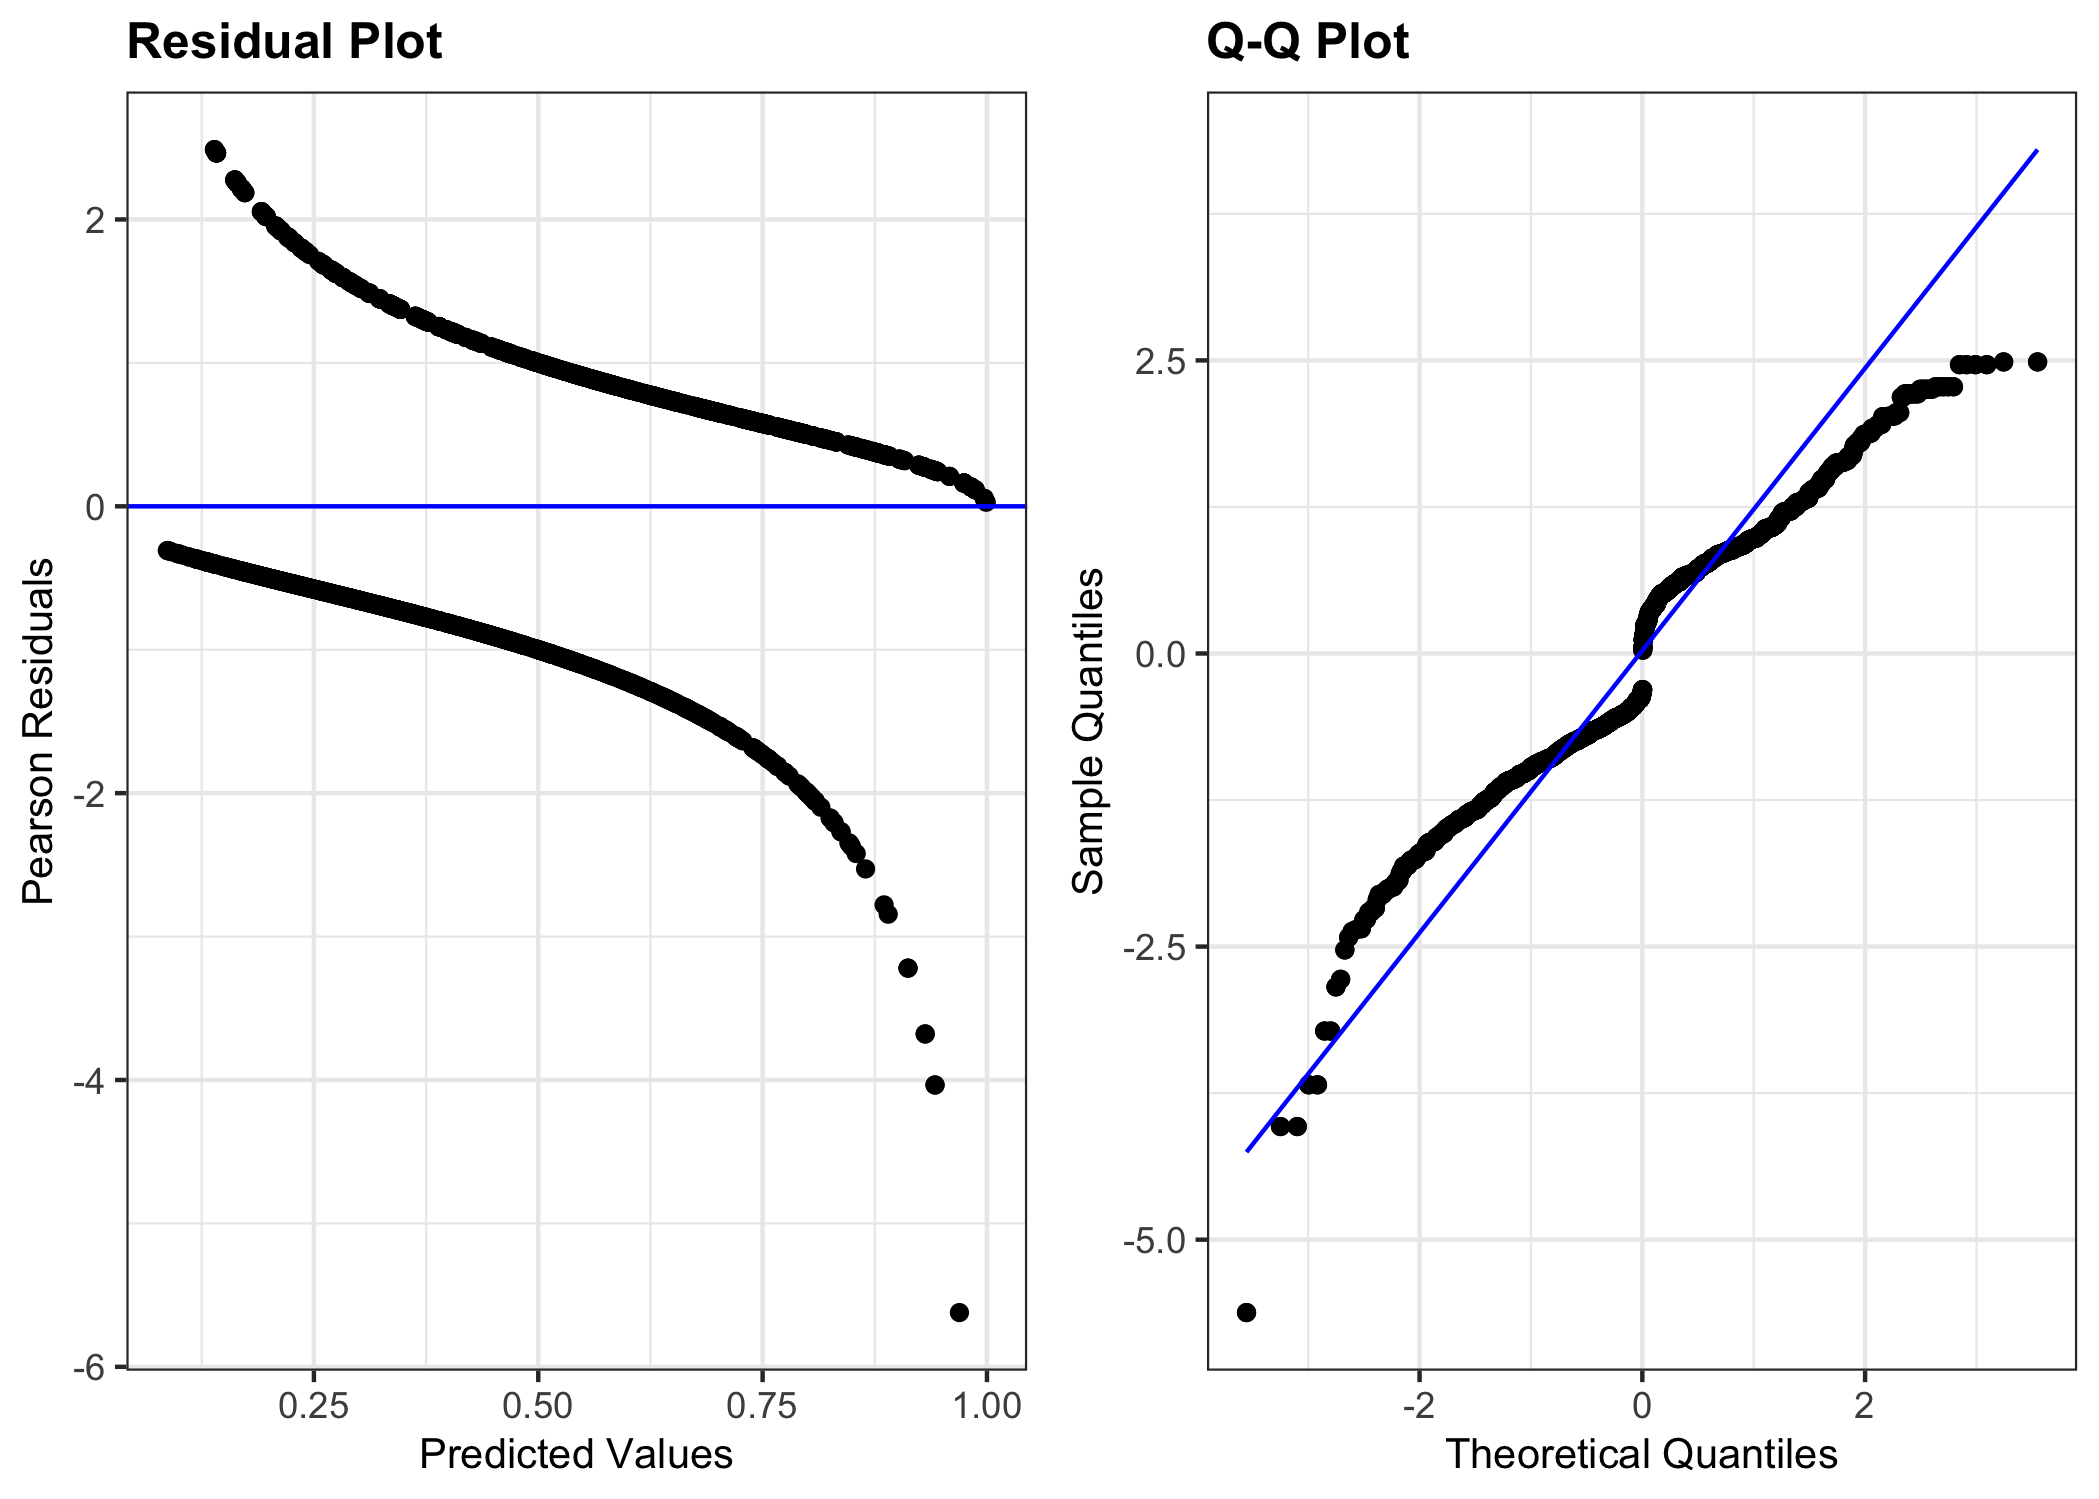 Residual Plot
Pearson Residuals
2
0
-2
-4
-6
0.25 0.50 0.75 1.00
Predicted Values
Q-Q Plot
Sample Quantiles
2.5
0.0
-2.5
-5.0
-2 0 2
Theoretical Quantiles